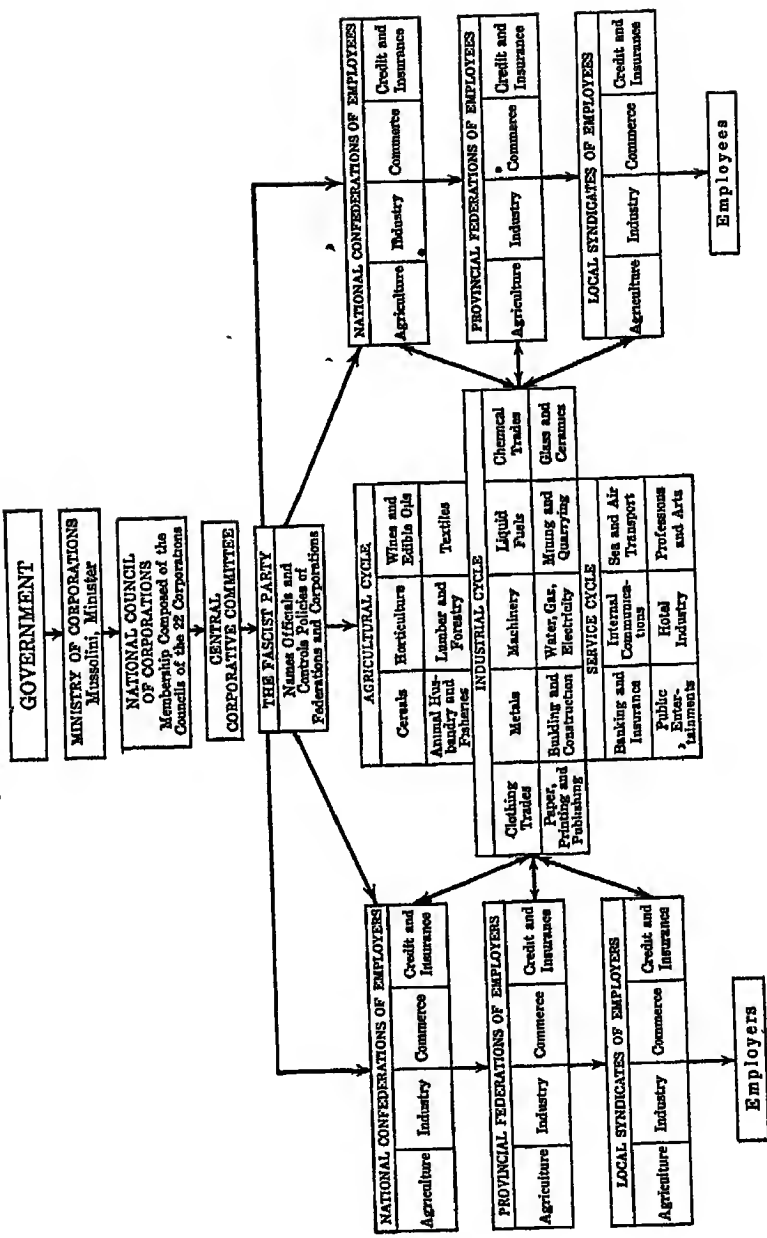 GOVERNMENT
MINISTRY OF CORPORATIONS
Mussolini, Minister
NATIONAL COUNCIL
OF CORPORATIONS
Membership Composed of the
Councils of the 22 Corporations
CENTRAL
CORPORATIVE COMMITTEE
THE FASCIST PARTY
Names Officials and
Controls Policies of
Federations and Corporations
NATIONAL CONFEDERATIONS OF EMPLOYERS
Agriculture
Industry
Commerce
Credit and
Insurance
PROVINCIAL FEDERATIONS OF EMPLOYERS
Agriculture
Industry
Commerce
Credit and
Insurance
LOCAL SYNDICATES OF EMPLOYERS
Agriculture
Industry
Commerce
Credit and
Insurance
Employers
AGRICULTURAL CYCLE
Cereals
Horticulture
Wines and
Edible Oils
Animal Hus-
bandry and
Fisheries
Lumber and
Forestry
Textiles
INDUSTRIAL CYCLE
Clothing
Trades
Metals
Machinery
Liquid
Fuels
Chemical
Trades
Paper,
Printing and
Publishing
Building and
Construction
Water, Gas,
Electricity
Mining and
Quarrying
Glass and
Ceramics
SERVICE CYCLE
Banking and
Insurance
Internal
Communica-
tions
Sea and Air
Transport
Public
Enter-
tainments
Hotel
Industry
Professions
and Arts
NATIONAL CONFEDERATIONS OF EMPLOYEES
Agriculture
Industry
Commerce
Credit and
Insurance
PROVINCIAL FEDERATIONS OF EMPLOYEES
Agriculture
Industry
Commerce
Credit and
Insurance
LOCAL SYNDICATES OF EMPLOYEES
Agriculture
Industry
Commerce
Credit and
Insurance
Employees